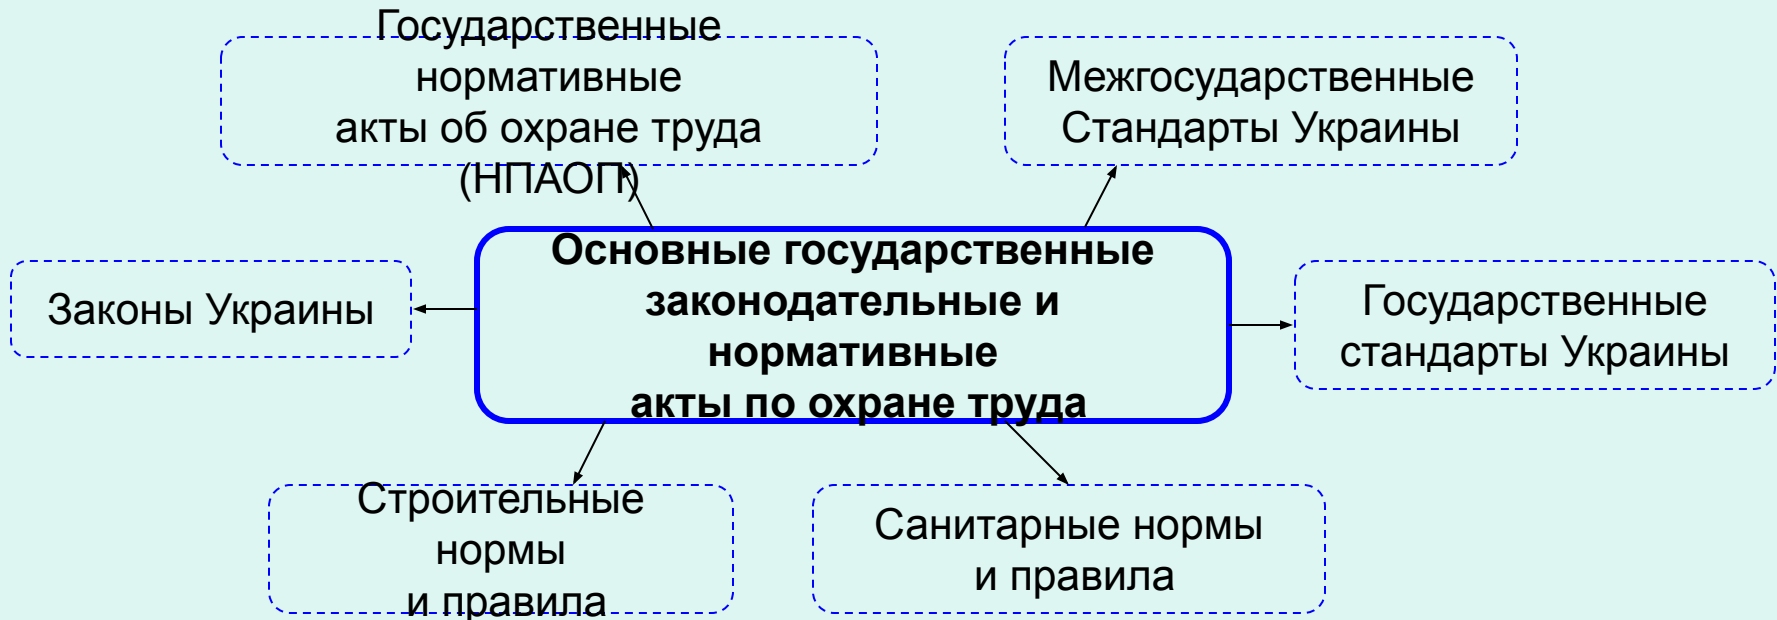 Государственные
нормативные
акты об охране труда
(НПАОП)
Межгосударственные
Стандарты Украины
Законы Украины
Основные государственные
законодательные и
нормативные
акты по охране труда
Государственные
стандарты Украины
Строительные
нормы
и правила
Санитарные нормы
и правила